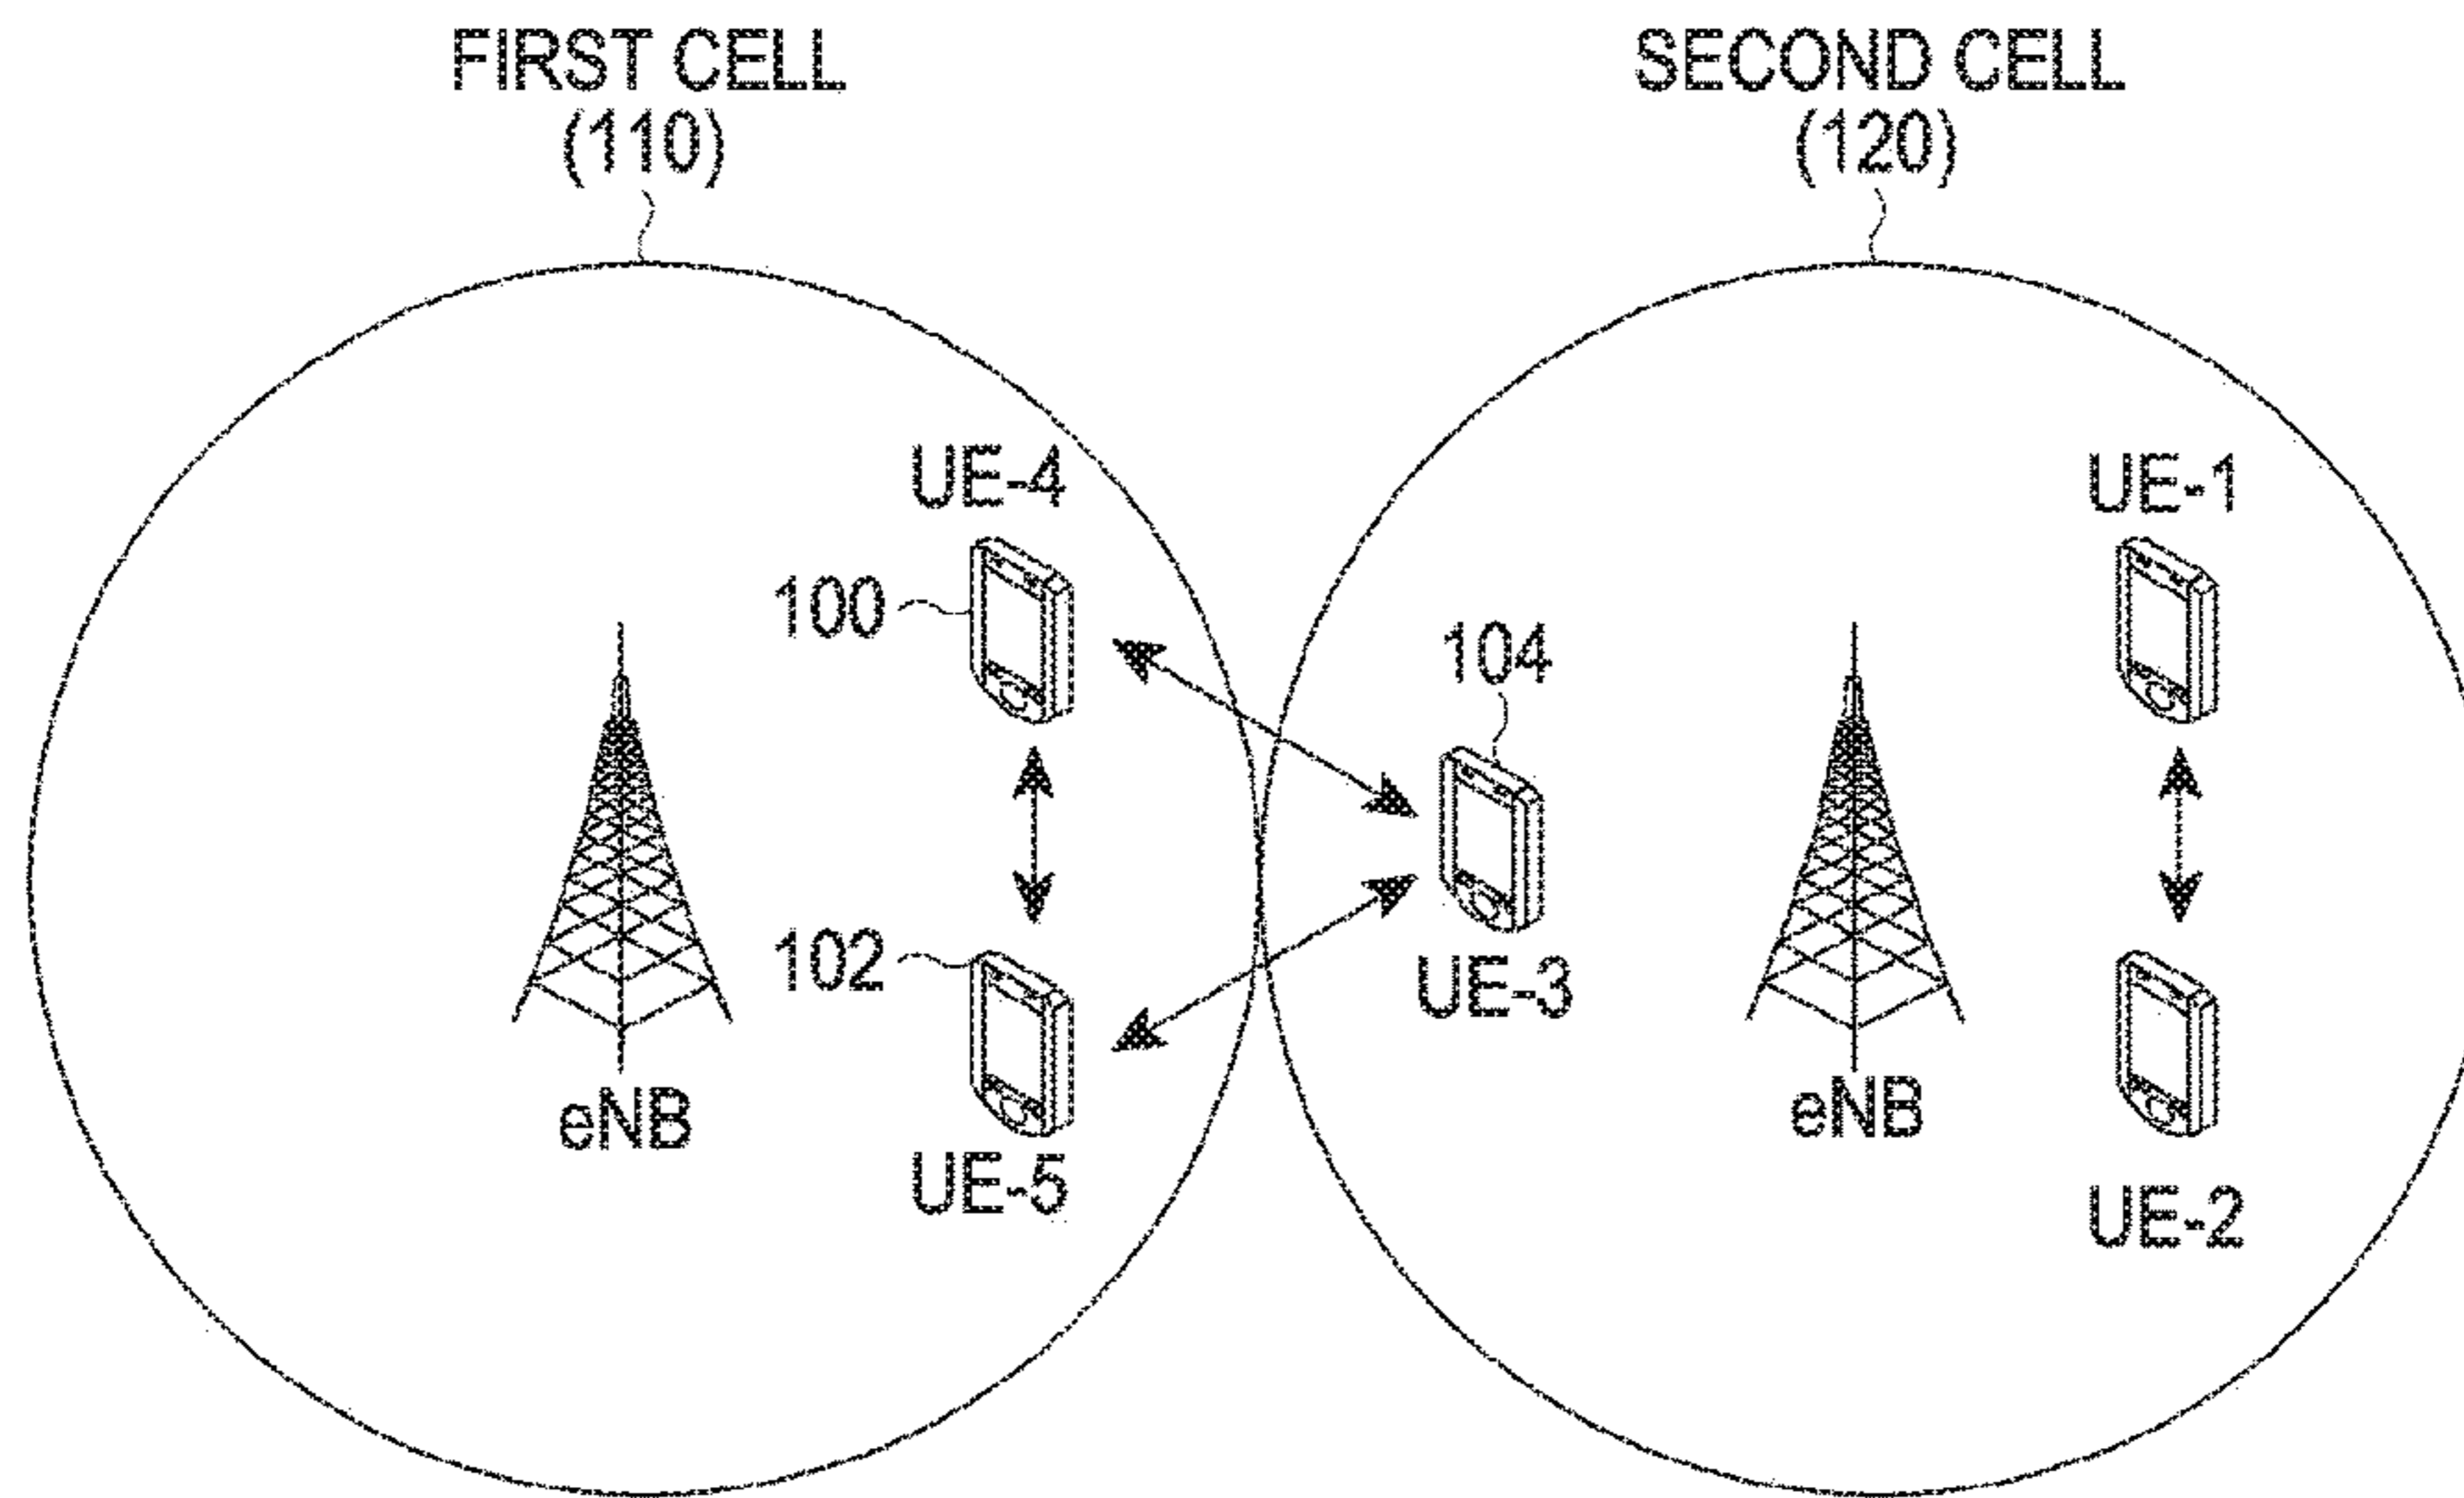 FIRST CELL
(110)
SECOND CELL
(120)
UE-4
100
102
UE-5
eNB
104
UE-3
eNB
UE-1
UE-2